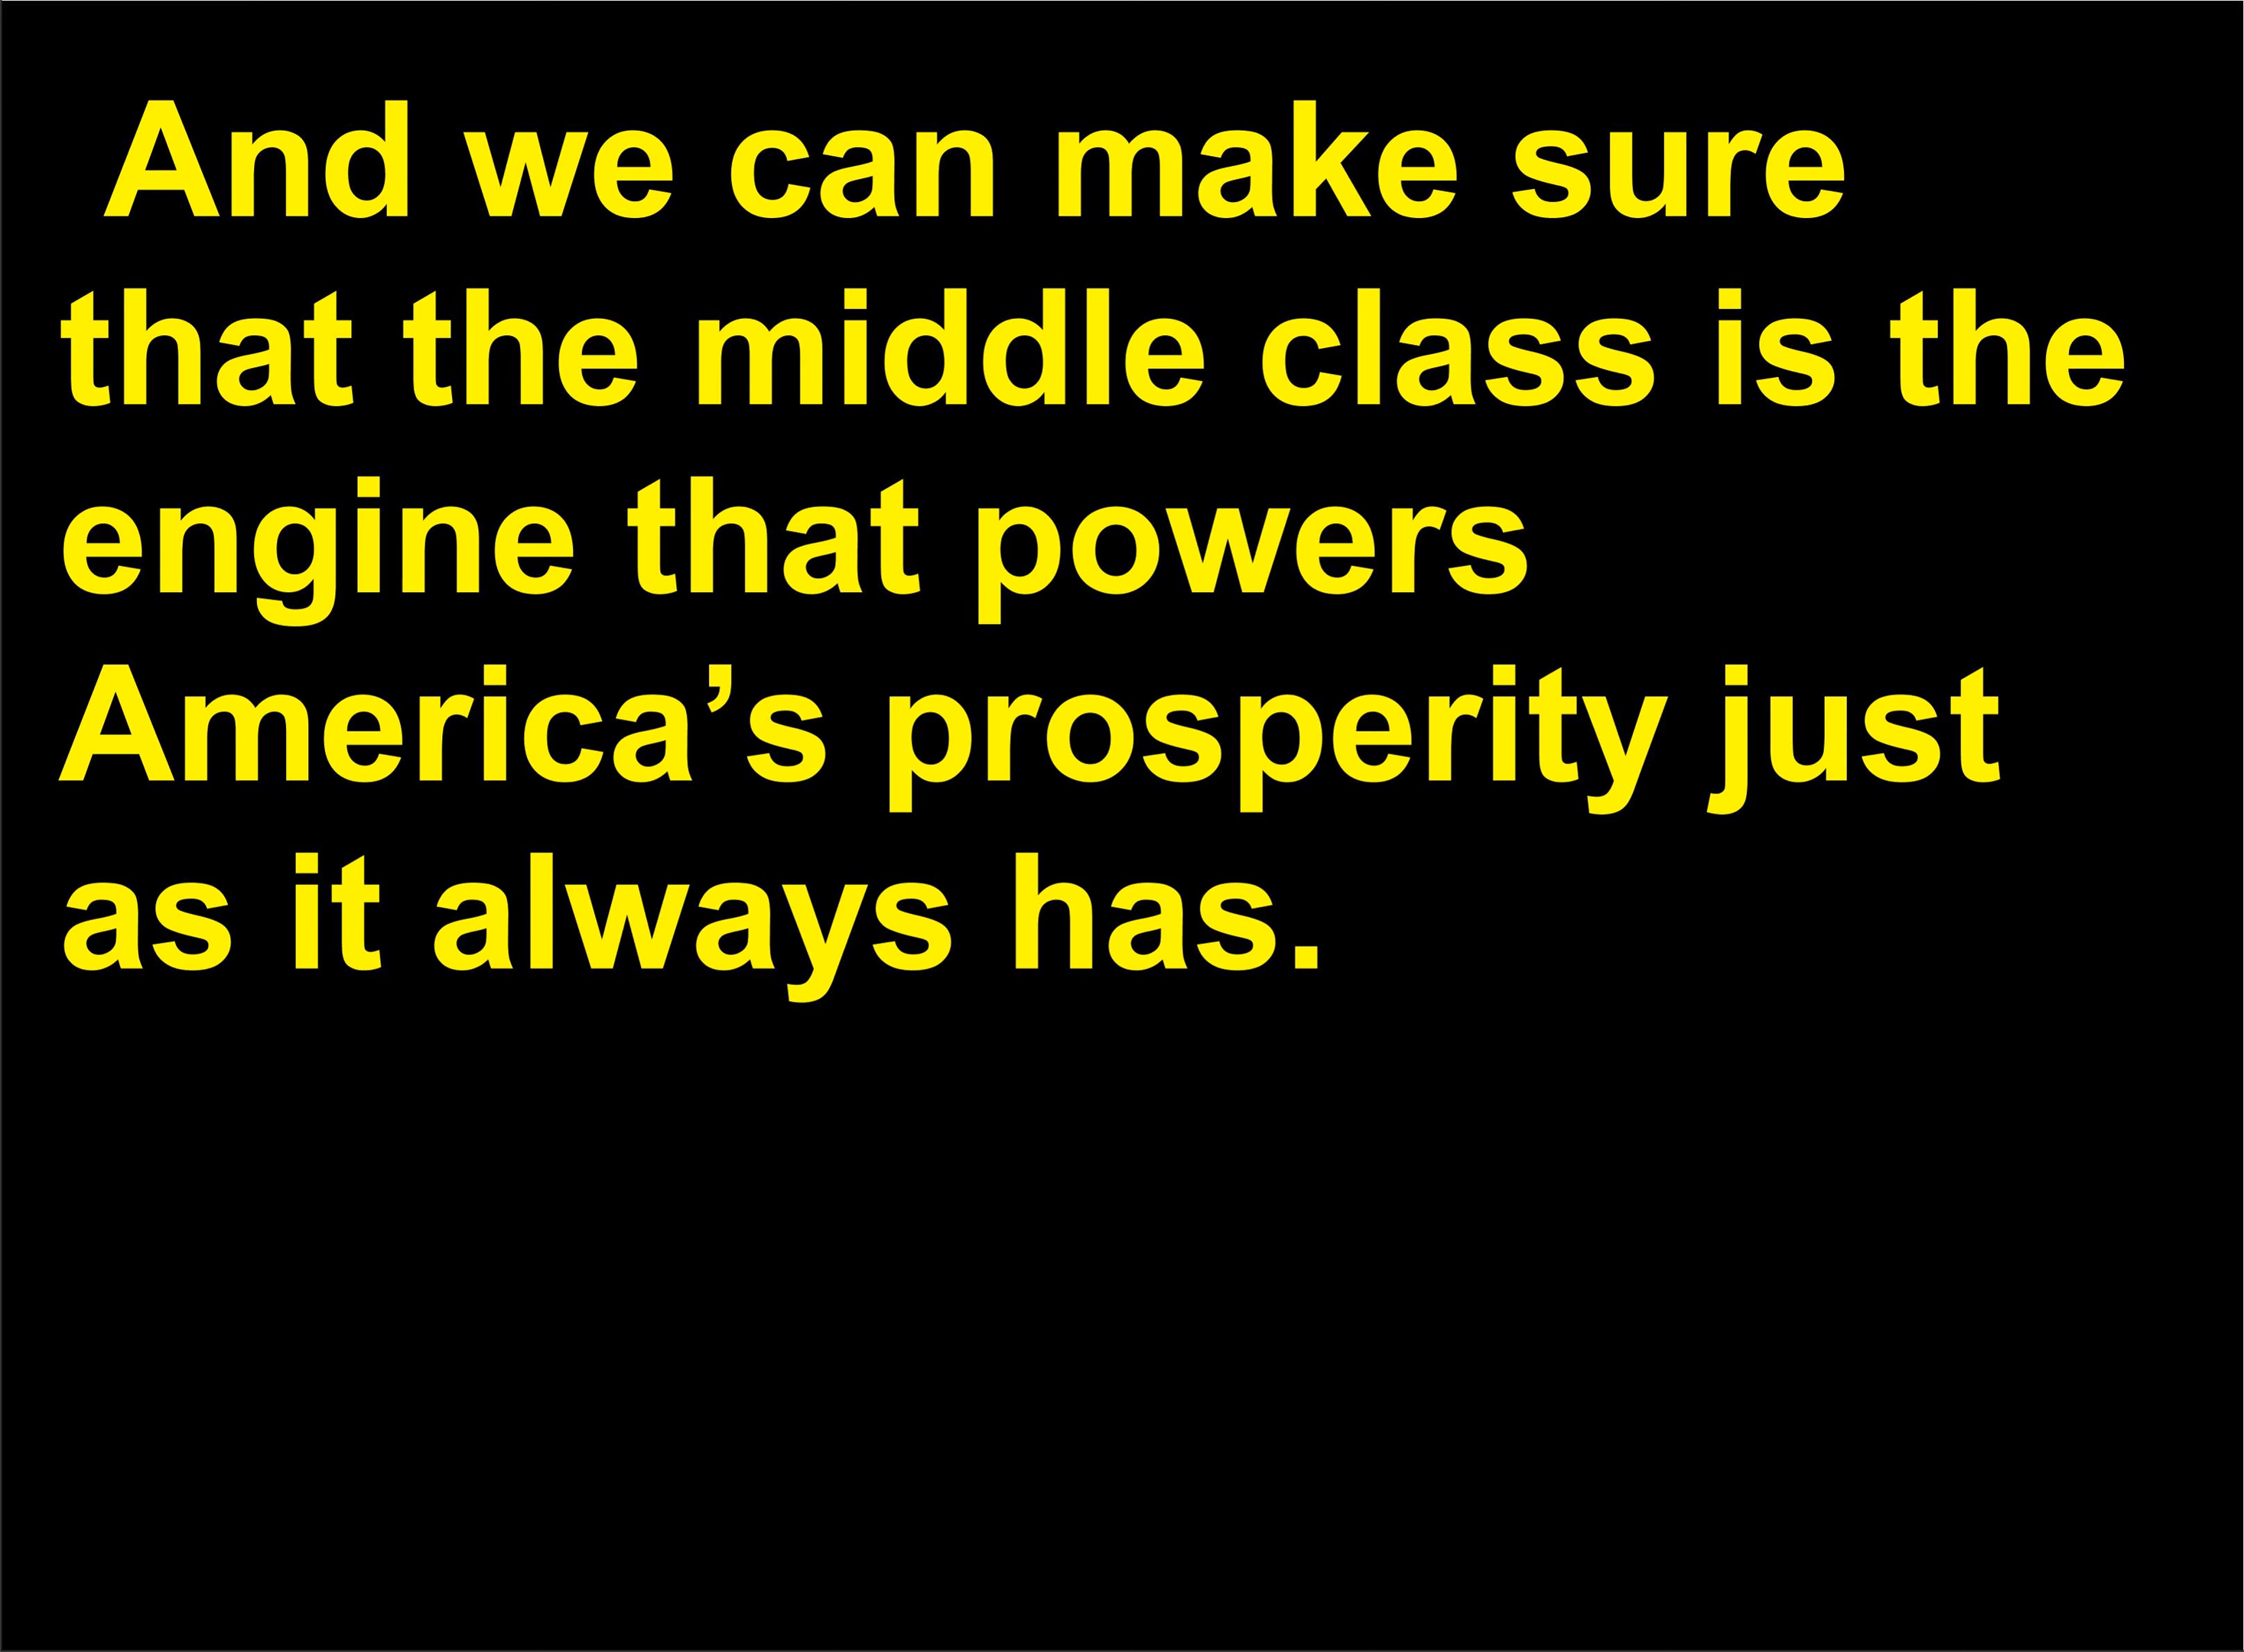 And we can make sure
that the middle class is the
engine that powers
America’s prosperity just
as it always has.